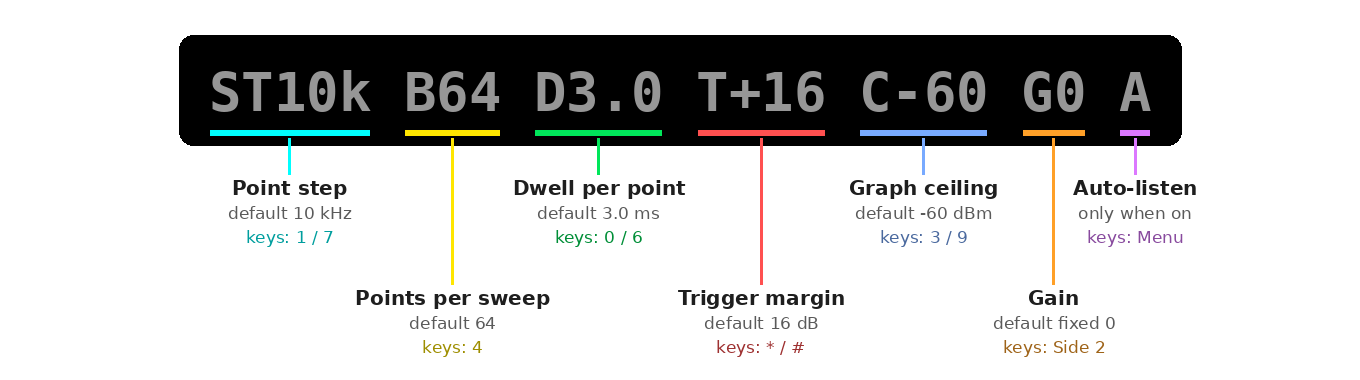 ST10k B64 D3.0 T+16 C-60 G0 A
Point step
default 10 kHz
keys: 1 / 7
Dwell per point
default 3.0 ms
keys: 0 / 6
Graph ceiling
default -60 dBm
keys: 3 / 9
Auto-listen
only when on
keys: Menu
Points per sweep
default 64
keys: 4
Trigger margin
default 16 dB
keys: * / #
Gain
default fixed 0
keys: Side 2